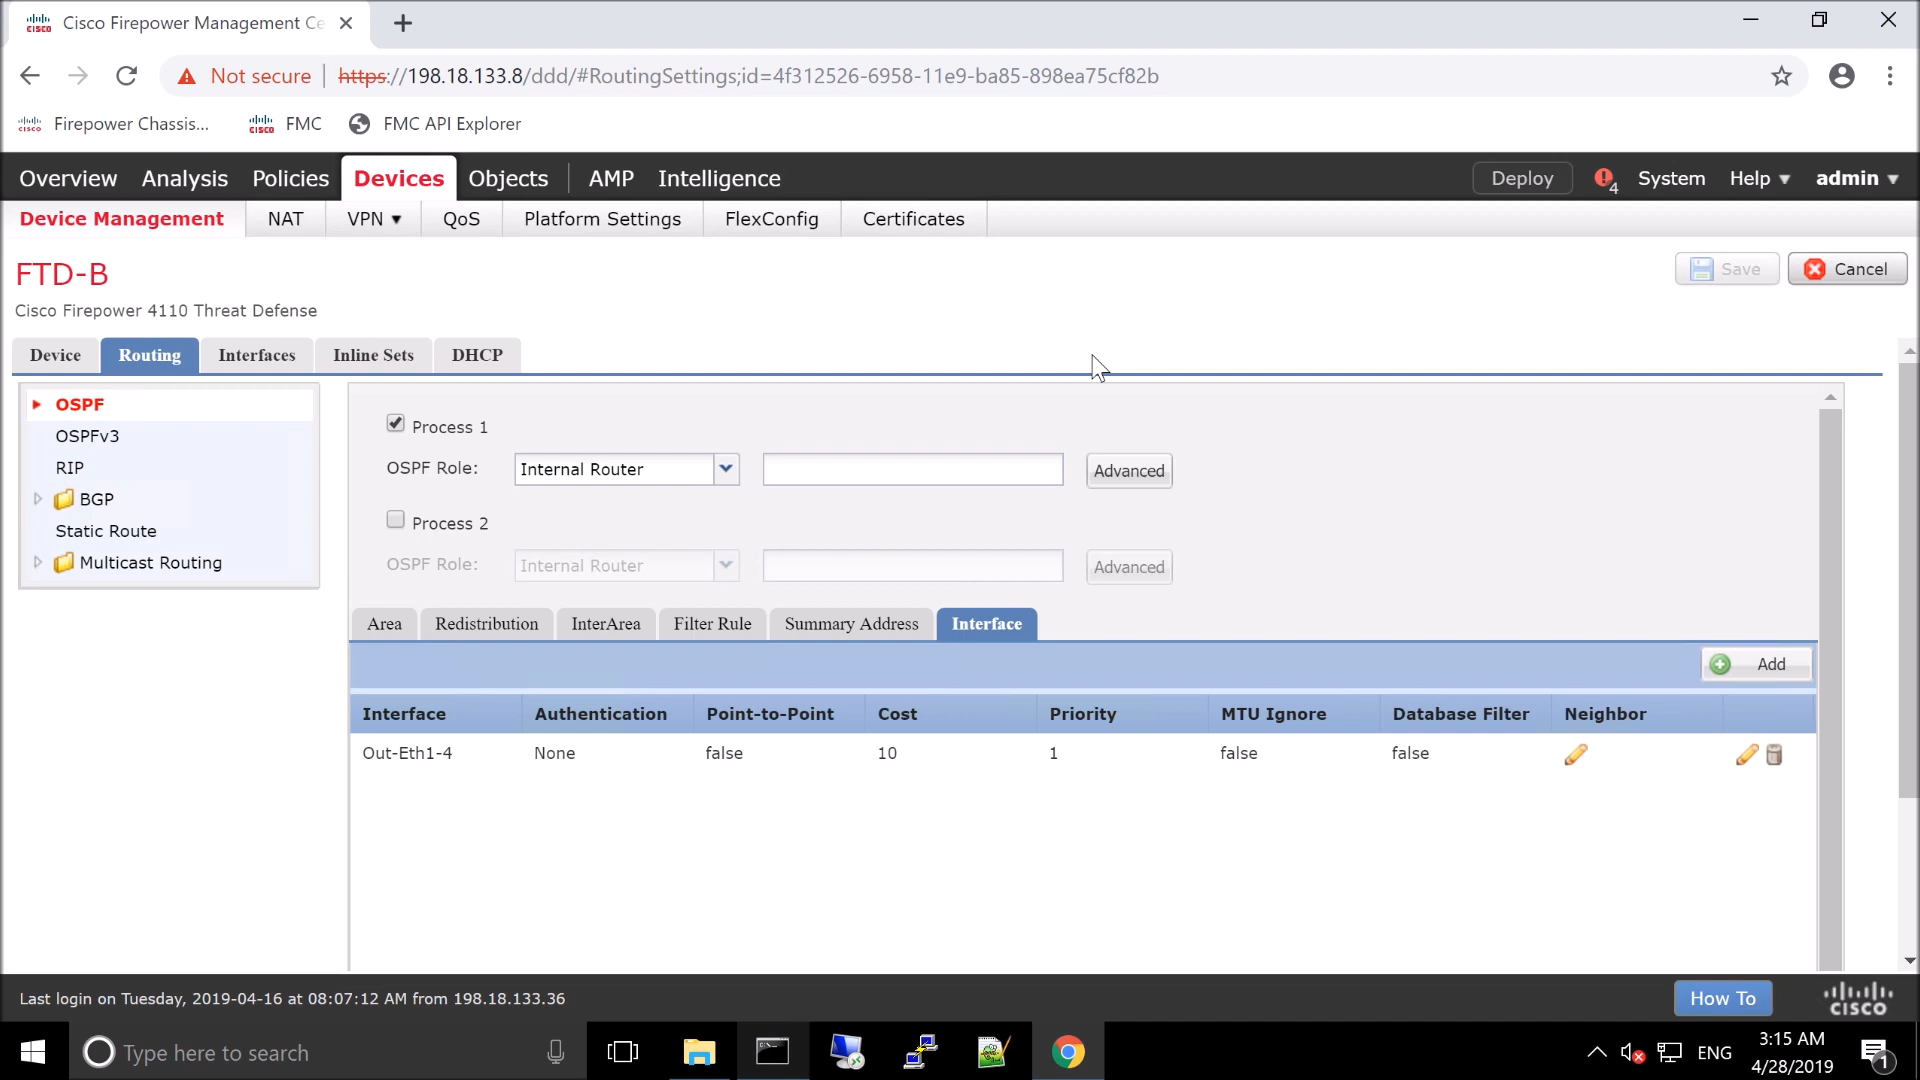 Cisco Firepower Management Ce
Not secure | https://198.18.133.8/ddd/#RoutingSettings;id=4f312526-6958-11e9-ba85-898ea75cf82b
Firepower Chassis... FMC FMC API Explorer
Overview Analysis Policies Devices Objects AMP Intelligence Deploy 4 System Help admin
Device Management NAT VPN QoS Platform Settings FlexConfig Certificates
FTD-B
Save Cancel
Cisco Firepower 4110 Threat Defense
Device Routing Interfaces Inline Sets DHCP
OSPF
OSPFv3
RIP
BGP
Static Route
Multicast Routing
Process 1
OSPF Role: Internal Router Advanced
Process 2
OSPF Role: Internal Router Advanced
Area Redistribution InterArea Filter Rule Summary Address Interface
Add
Interface Authentication Point-to-Point Cost Priority MTU Ignore Database Filter Neighbor
Out-Eth1-4 None false 10 1 false false
Last login on Tuesday, 2019-04-16 at 08:07:12 AM from 198.18.133.36
How To
CISCO
Type here to search
ENG
3:15 AM
4/28/2019
1